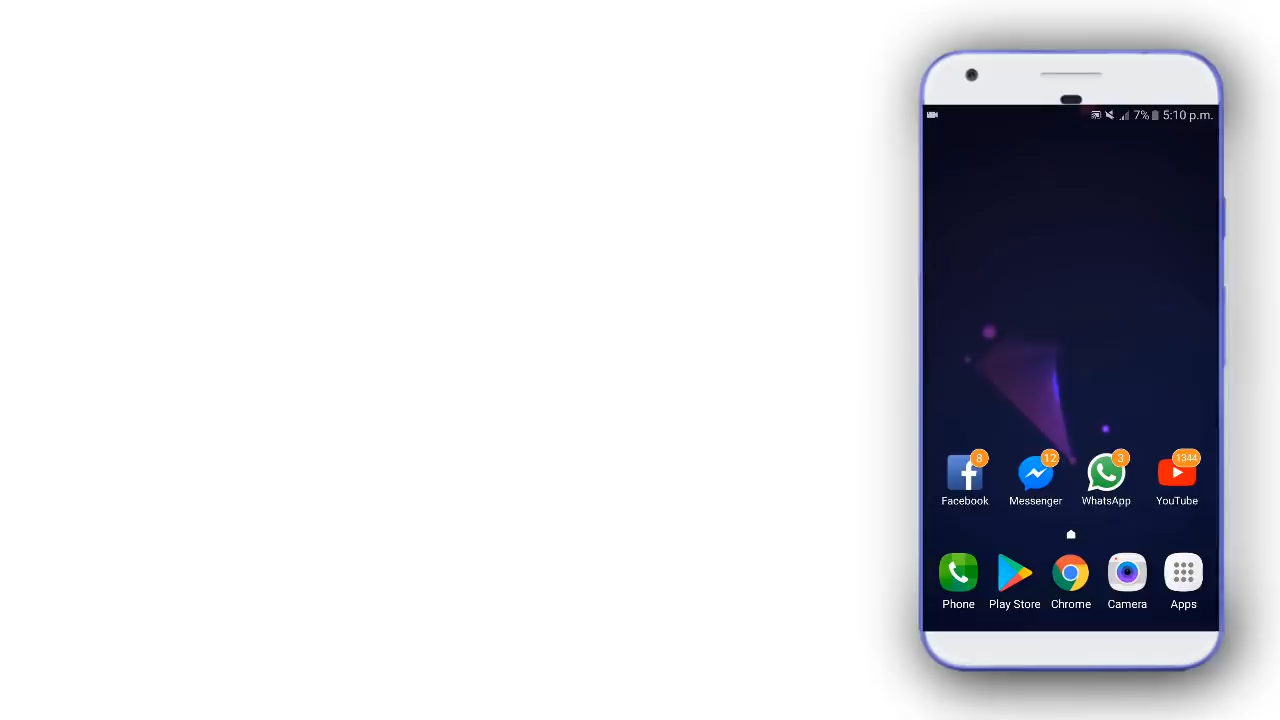 7% 5:10 p.m.
8 12 3 1344
Facebook Messenger WhatsApp YouTube
Phone Play Store Chrome Camera Apps